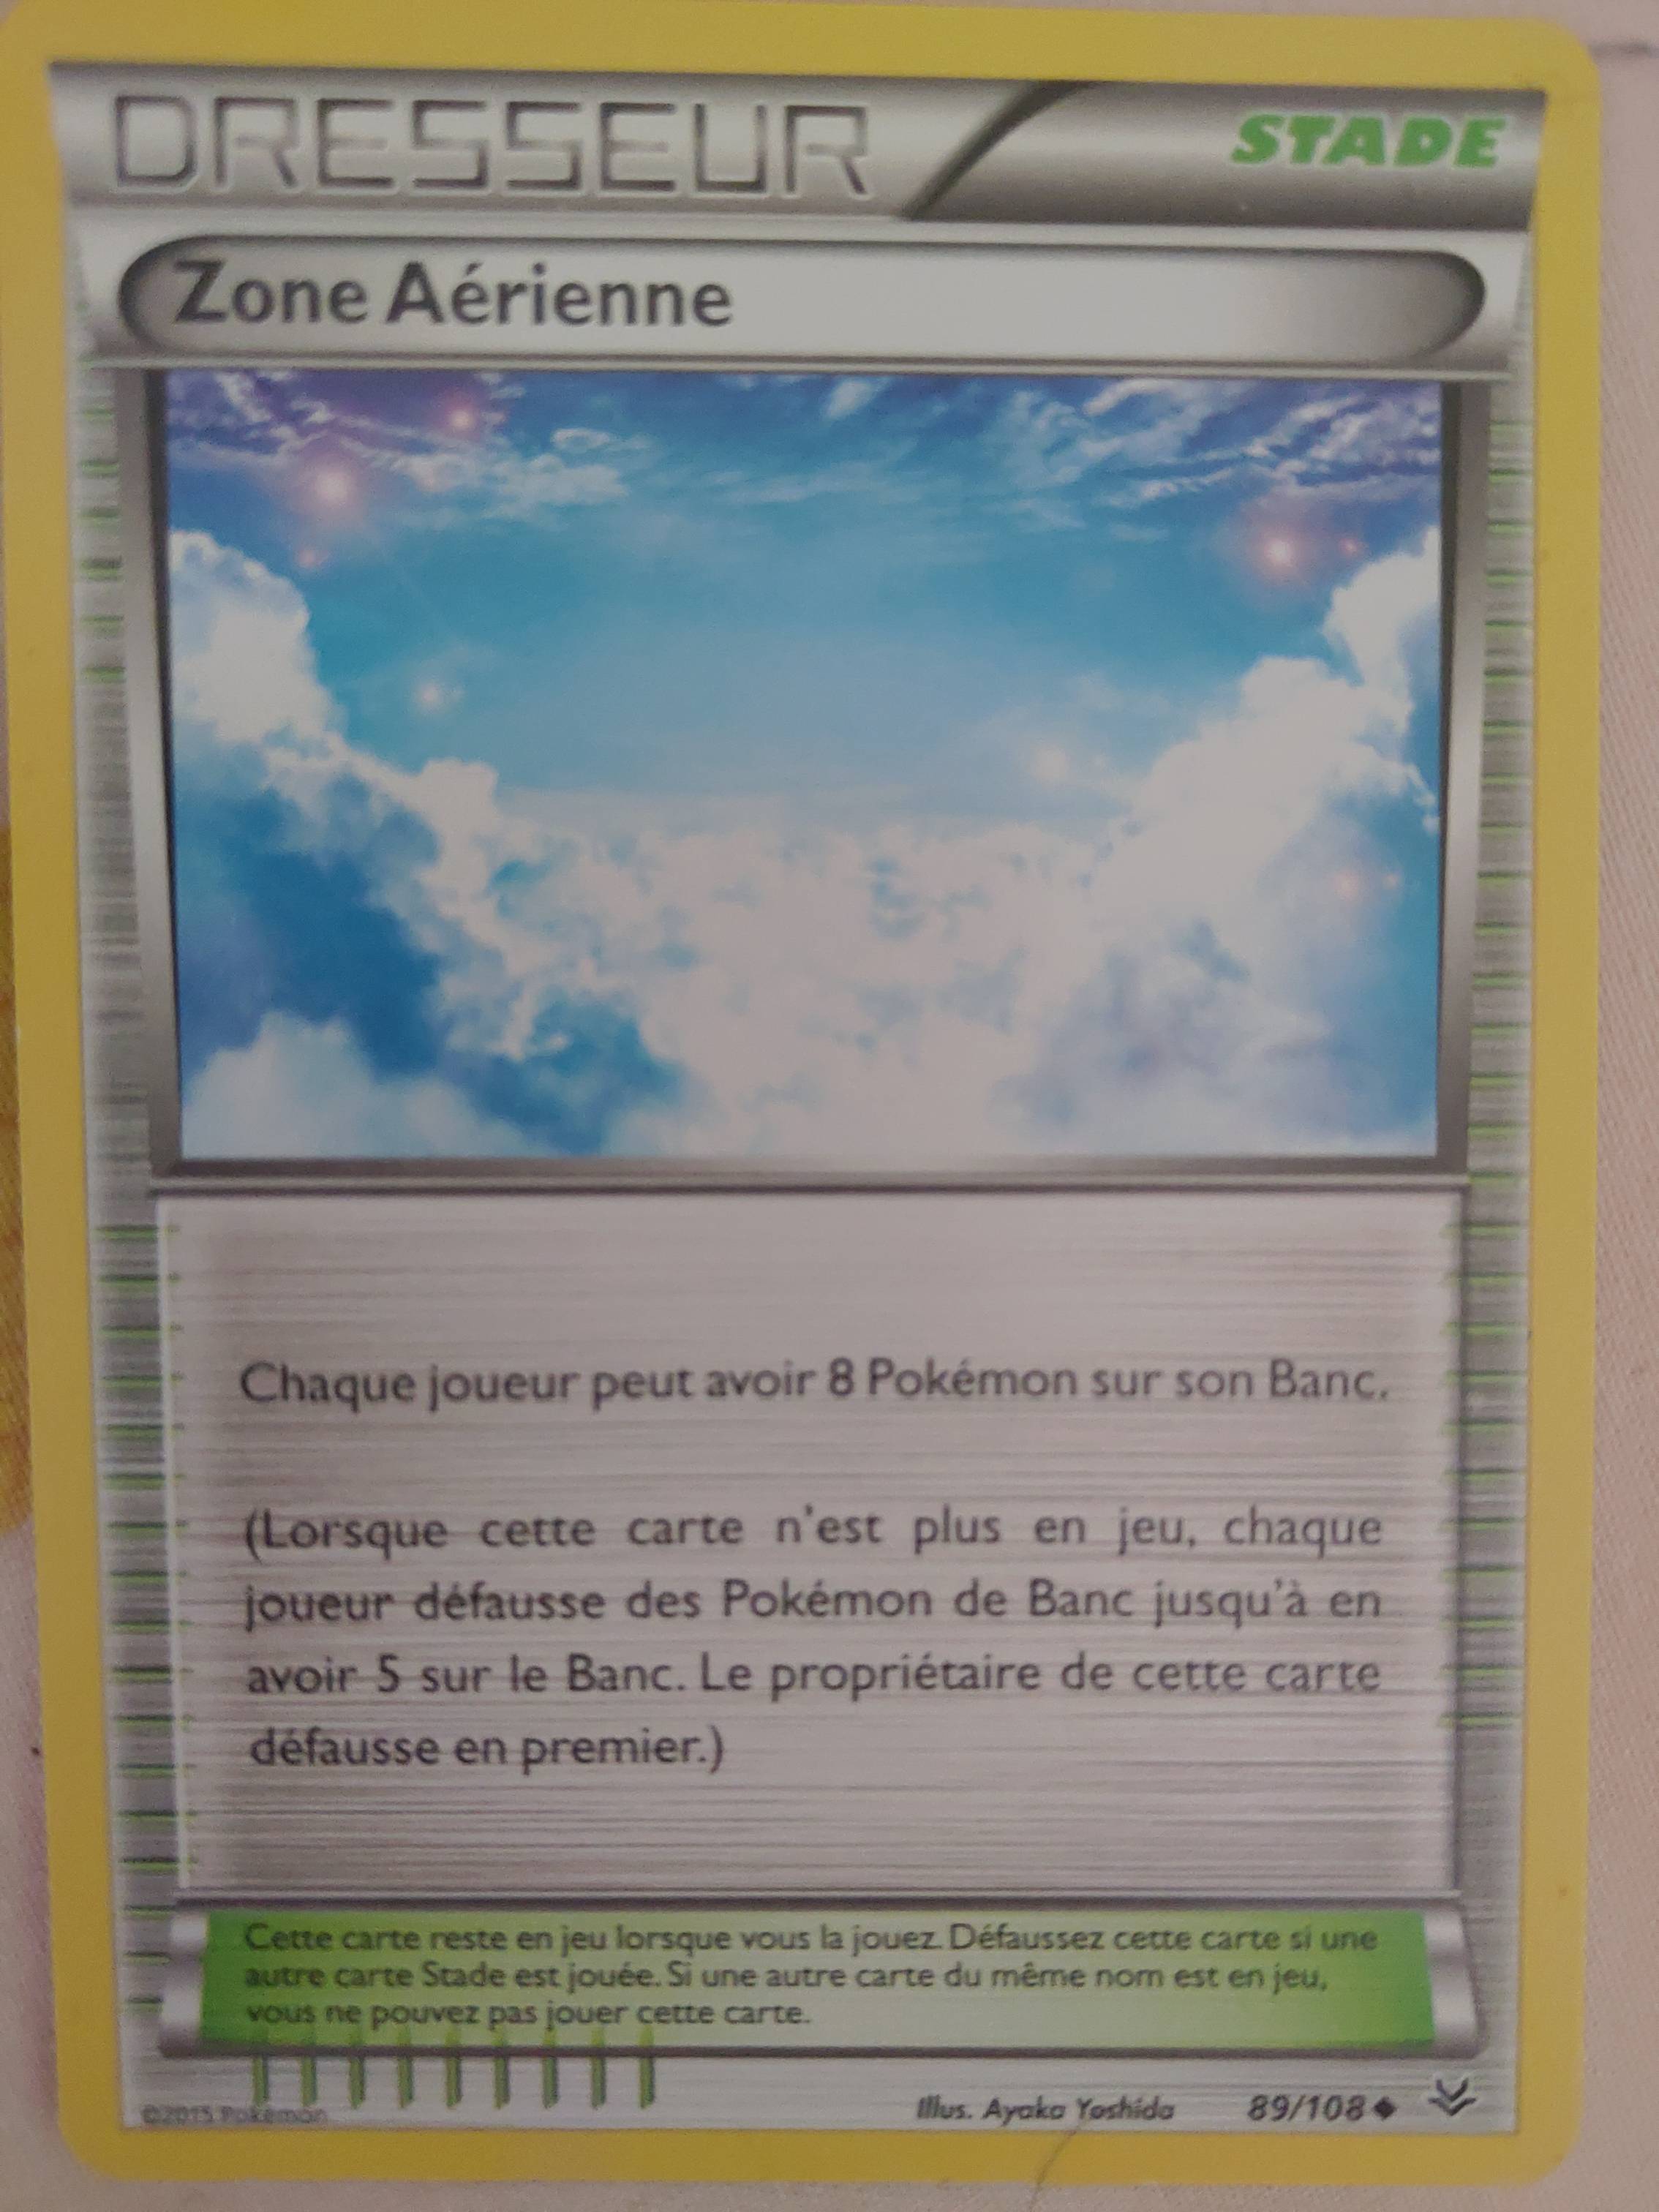 DRESSEUR STADE
Zone Aérienne
Chaque joueur peut avoir 8 Pokémon sur son Banc.
(Lorsque cette carte n'est plus en jeu, chaque
joueur défausse des Pokémon de Banc jusqu'à en
avoir 5 sur le Banc. Le propriétaire de cette carte
défausse en premier.)
Cette carte reste en jeu lorsque vous la jouez. Défaussez cette carte si une
autre carte Stade est jouée. Si une autre carte du même nom est en jeu,
vous ne pouvez pas jouer cette carte.
©2015 Pokémon Illus. Ayaka Yoshida 89/108